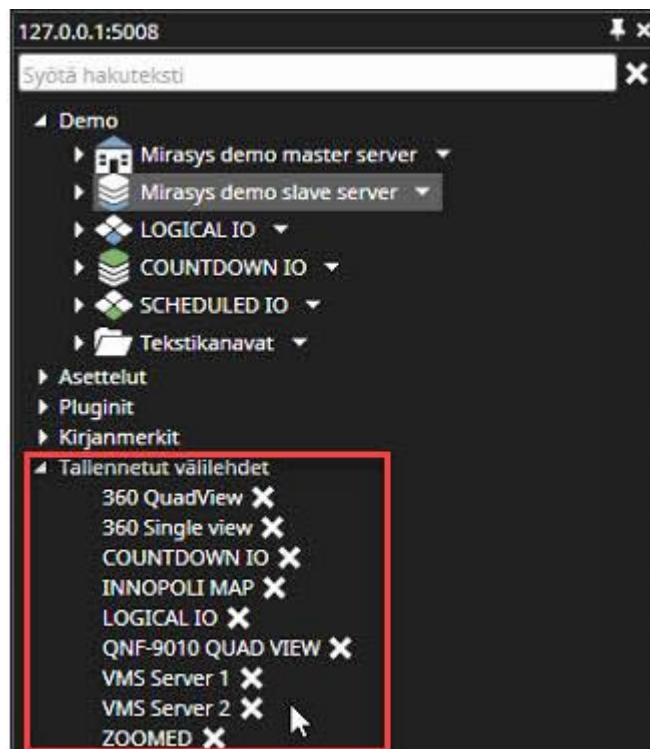 127.0.0.1:5008
Syötä hakuteksti
Demo
Mirasys demo master server
Mirasys demo slave server
LOGICAL IO
COUNTDOWN IO
SCHEDULED IO
Tekstikanavat
Asettelut
Pluginit
Kirjanmerkit
Tallennetut välilehdet
360 QuadView
360 Single view
COUNTDOWN IO
INNOPOLI MAP
LOGICAL IO
QNF-9010 QUAD VIEW
VMS Server 1
VMS Server 2
ZOOMED